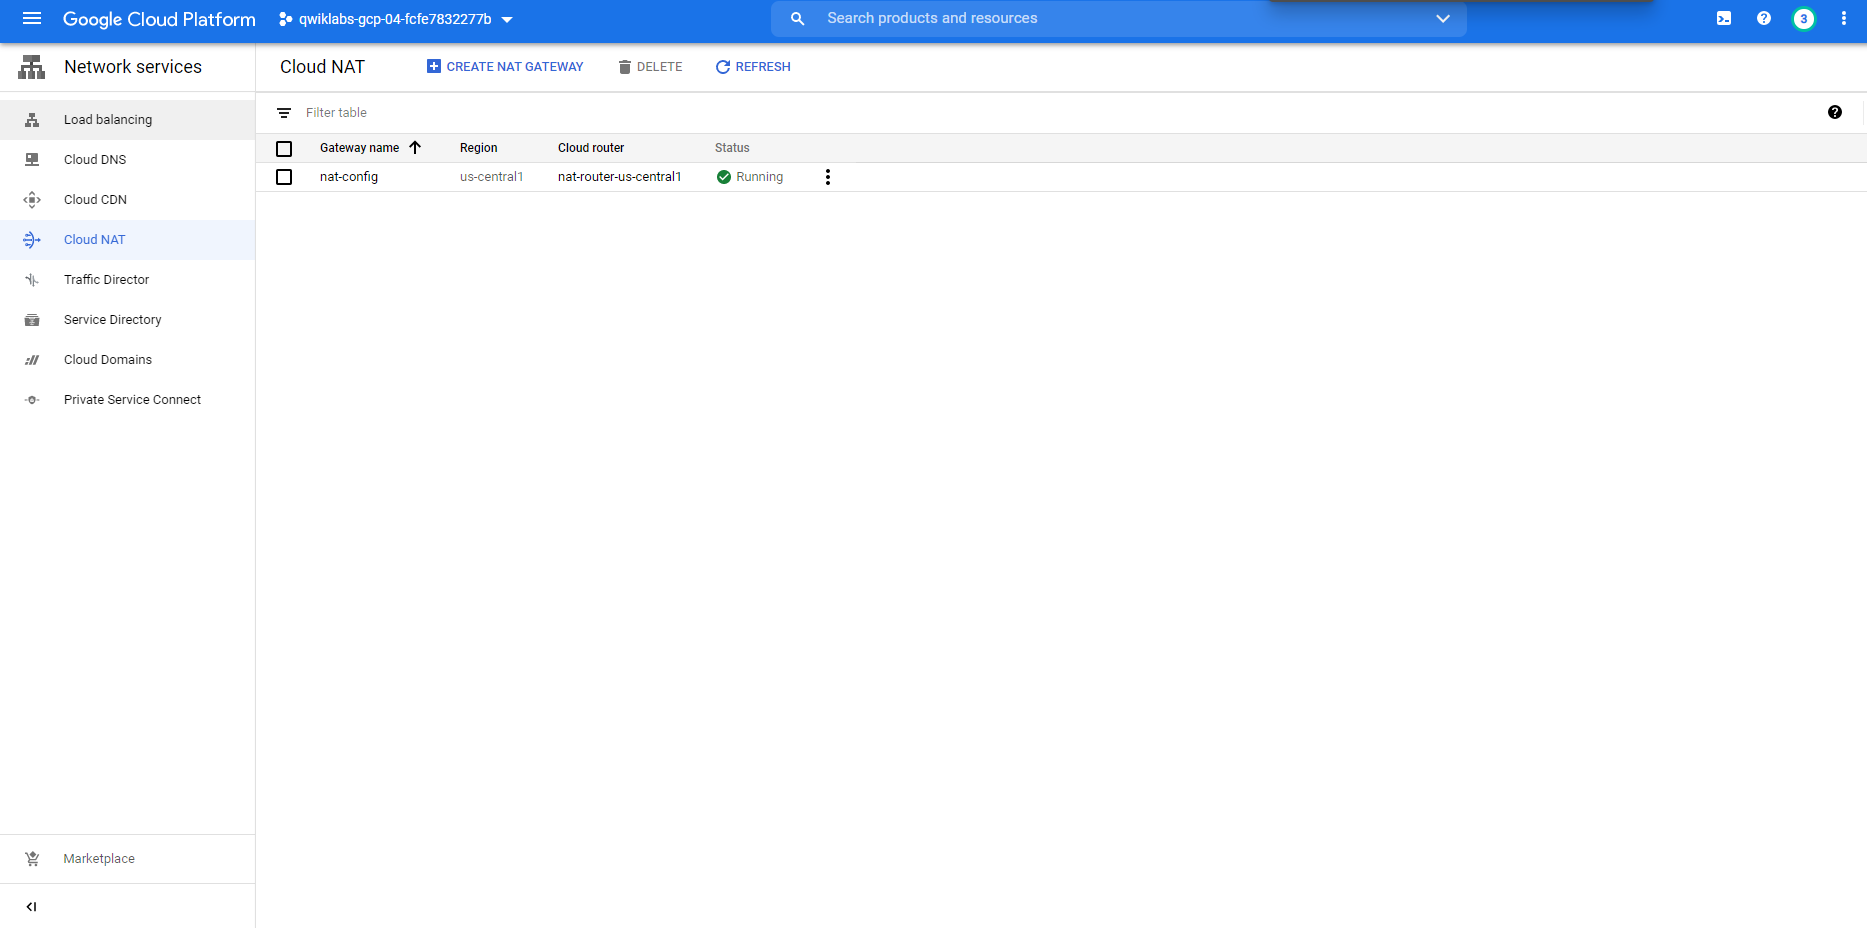 Google Cloud Platform
qwiklabs-gcp-04-fcfe7832277b
Search products and resources
3
Network services
Cloud NAT
CREATE NAT GATEWAY
DELETE
REFRESH
Load balancing
Cloud DNS
Cloud CDN
Cloud NAT
Traffic Director
Service Directory
Cloud Domains
Private Service Connect
Marketplace
Filter table
Gateway name Region Cloud router Status
nat-config us-central1 nat-router-us-central1 Running